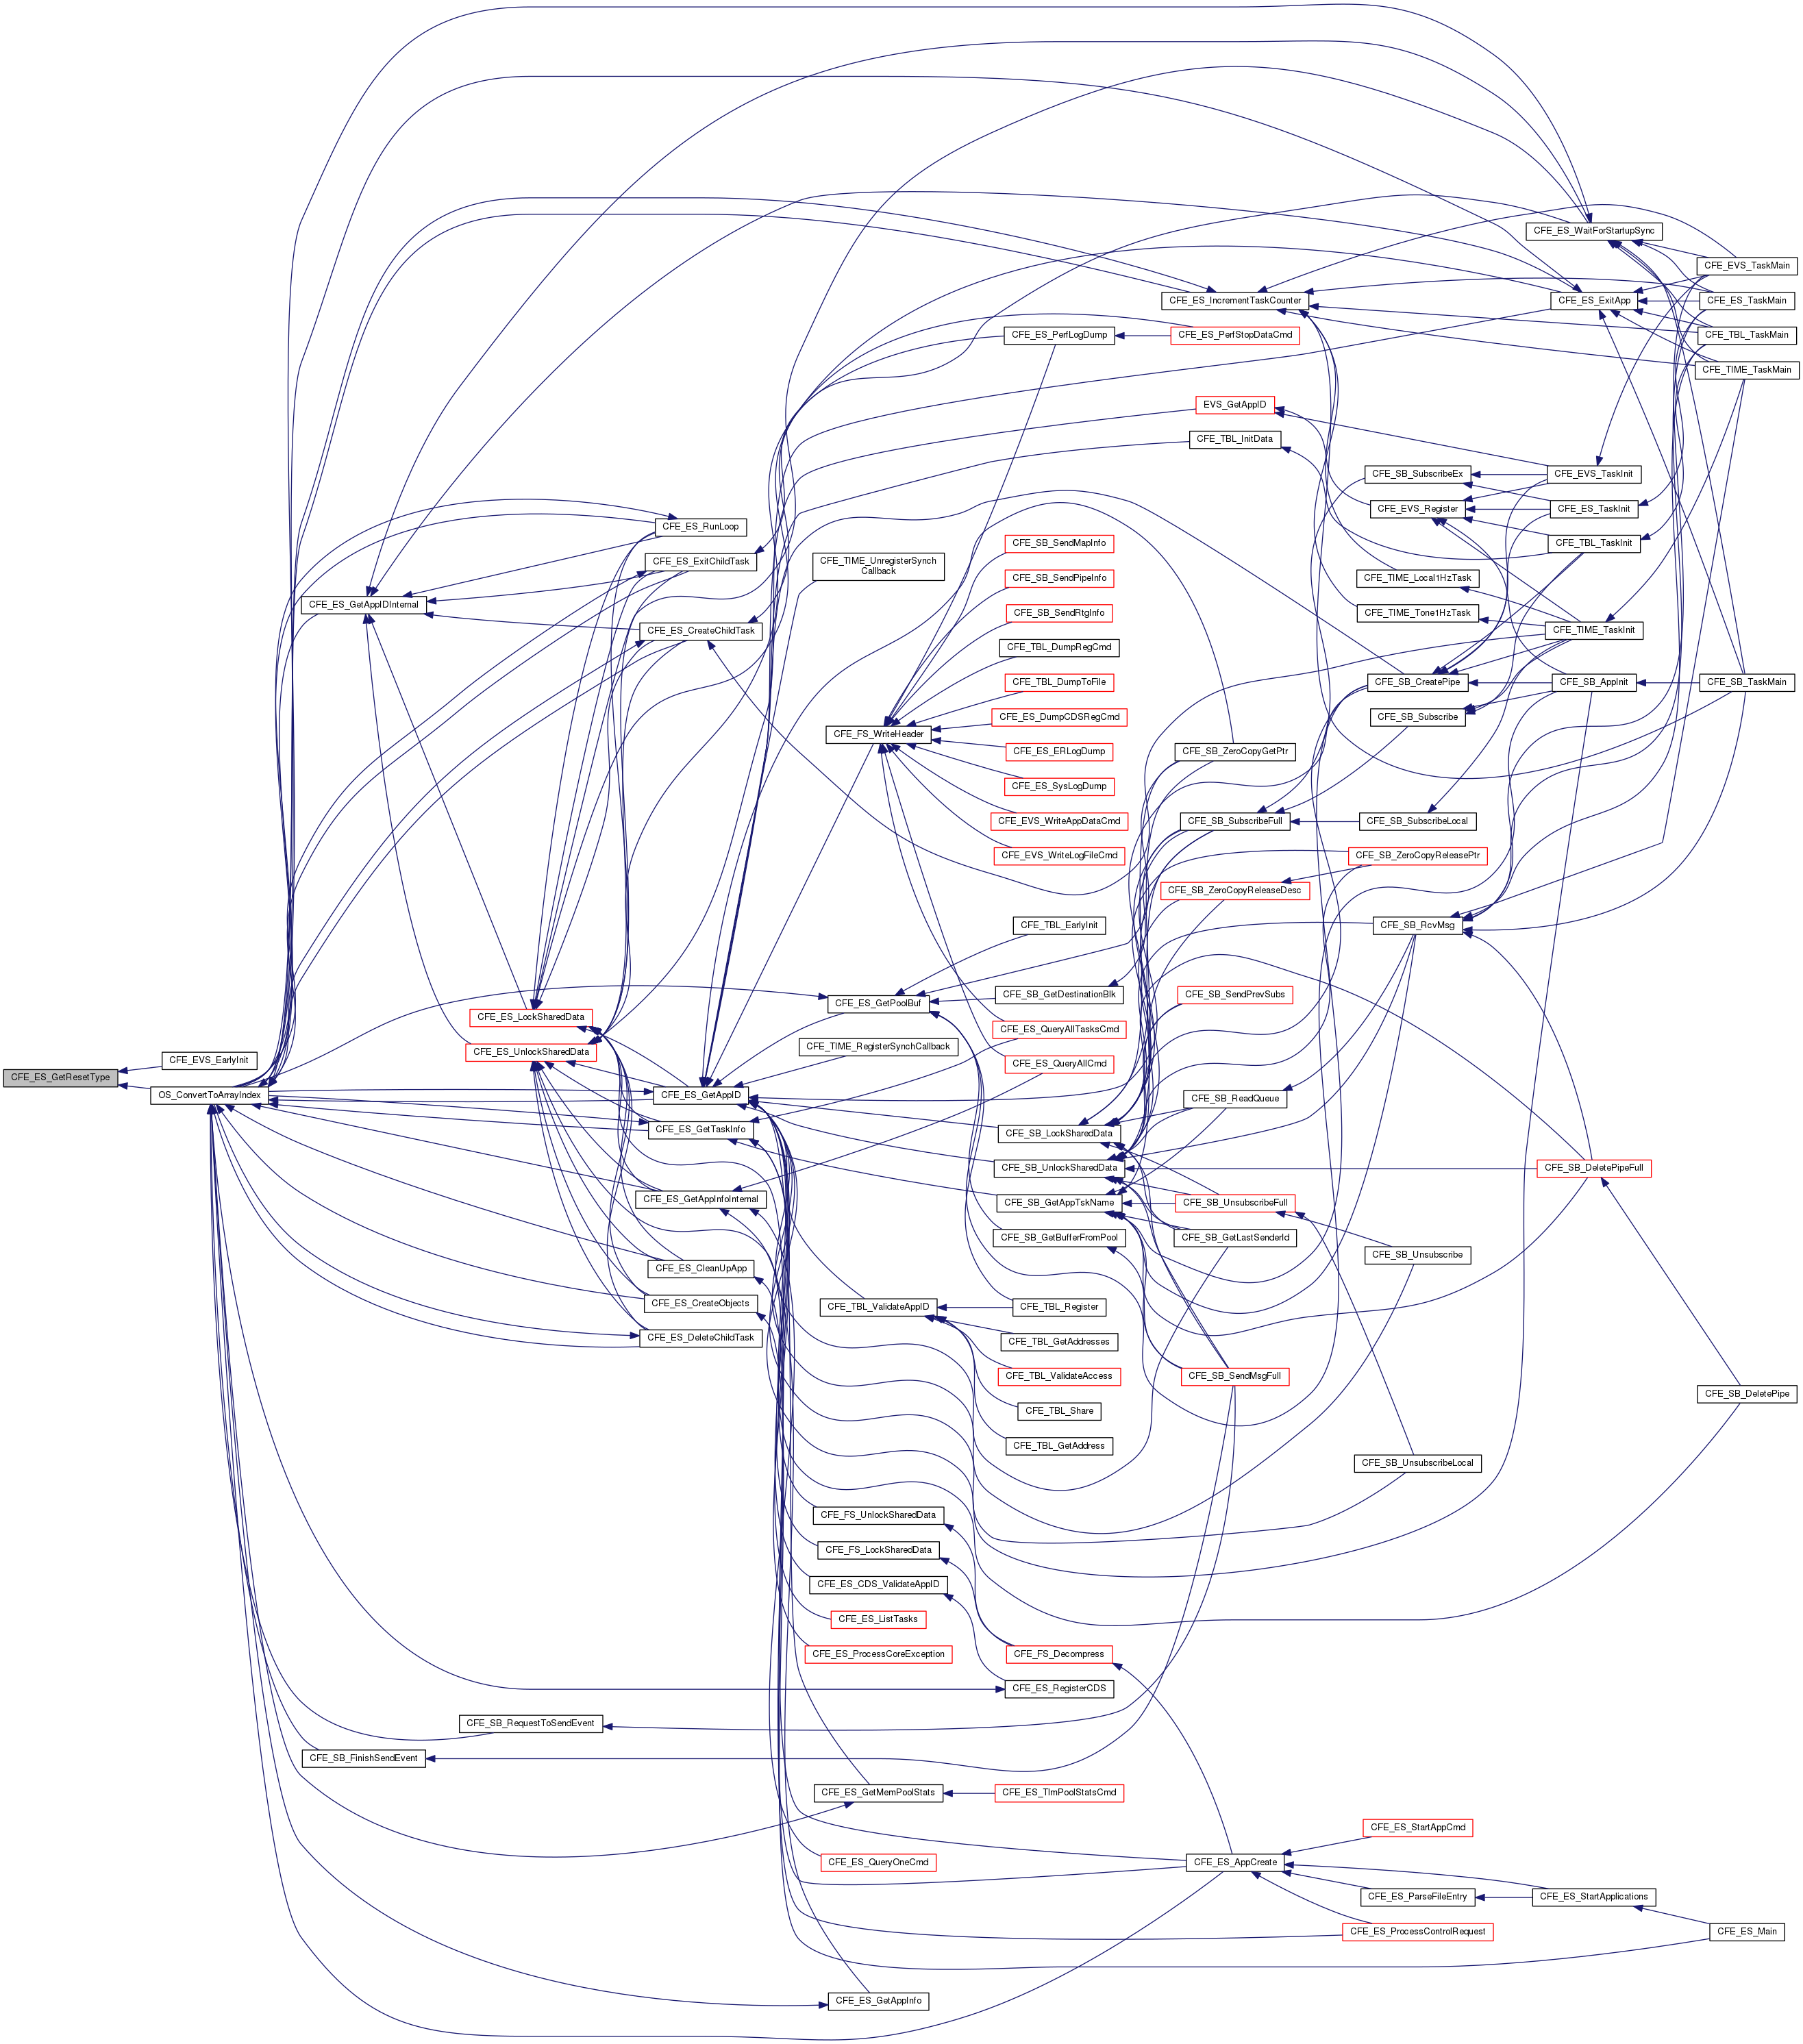 CFE_ES_GetResetType
CFE_EVS_EarlyInit
OS_ConvertToArrayIndex
CFE_ES_GetAppIDInternal
CFE_SB_FinishSendEvent
CFE_ES_LockSharedData
CFE_ES_UnlockSharedData
CFE_SB_RequestToSendEvent
CFE_ES_RunLoop
CFE_ES_ExitChildTask
CFE_ES_CreateChildTask
CFE_ES_GetAppID
CFE_ES_GetTaskInfo
CFE_ES_GetAppInfoInternal
CFE_ES_CleanUpApp
CFE_ES_CreateObjects
CFE_ES_DeleteChildTask
CFE_TIME_UnregisterSynch
Callback
CFE_FS_WriteHeader
CFE_ES_GetPoolBuf
CFE_TIME_RegisterSynchCallback
CFE_TBL_ValidateAppID
CFE_FS_UnlockSharedData
CFE_FS_LockSharedData
CFE_ES_CDS_ValidateAppID
CFE_ES_ListTasks
CFE_ES_ProcessCoreException
CFE_ES_GetMemPoolStats
CFE_ES_QueryOneCmd
CFE_ES_GetAppInfo
CFE_ES_PerfLogDump
CFE_SB_SendMapInfo
CFE_SB_SendPipeInfo
CFE_SB_SendRtgInfo
CFE_TBL_DumpRegCmd
CFE_TBL_DumpToFile
CFE_ES_DumpCDSRegCmd
CFE_ES_ERLogDump
CFE_ES_SysLogDump
CFE_EVS_WriteAppDataCmd
CFE_EVS_WriteLogFileCmd
CFE_TBL_EarlyInit
CFE_SB_GetDestinationBlk
CFE_ES_QueryAllTasksCmd
CFE_ES_QueryAllCmd
CFE_SB_LockSharedData
CFE_SB_UnlockSharedData
CFE_SB_GetAppTskName
CFE_SB_GetBufferFromPool
CFE_TBL_Register
CFE_TBL_GetAddresses
CFE_TBL_ValidateAccess
CFE_TBL_Share
CFE_TBL_GetAddress
CFE_FS_Decompress
CFE_ES_RegisterCDS
CFE_ES_TlmPoolStatsCmd
CFE_ES_IncrementTaskCounter
CFE_ES_PerfStopDataCmd
EVS_GetAppID
CFE_TBL_InitData
CFE_SB_ZeroCopyGetPtr
CFE_SB_SubscribeFull
CFE_SB_ZeroCopyReleaseDesc
CFE_SB_SendPrevSubs
CFE_SB_ReadQueue
CFE_SB_UnsubscribeFull
CFE_SB_GetLastSenderId
CFE_SB_SendMsgFull
CFE_ES_AppCreate
CFE_SB_SubscribeEx
CFE_EVS_Register
CFE_TIME_Local1HzTask
CFE_TIME_Tone1HzTask
CFE_SB_CreatePipe
CFE_SB_Subscribe
CFE_SB_SubscribeLocal
CFE_SB_ZeroCopyReleasePtr
CFE_SB_RcvMsg
CFE_SB_Unsubscribe
CFE_SB_UnsubscribeLocal
CFE_ES_StartAppCmd
CFE_ES_ParseFileEntry
CFE_ES_ProcessControlRequest
CFE_ES_WaitForStartupSync
CFE_ES_ExitApp
CFE_EVS_TaskInit
CFE_ES_TaskInit
CFE_TBL_TaskInit
CFE_TIME_TaskInit
CFE_SB_AppInit
CFE_SB_DeletePipeFull
CFE_ES_StartApplications
CFE_EVS_TaskMain
CFE_ES_TaskMain
CFE_TBL_TaskMain
CFE_TIME_TaskMain
CFE_SB_TaskMain
CFE_SB_DeletePipe
CFE_ES_Main